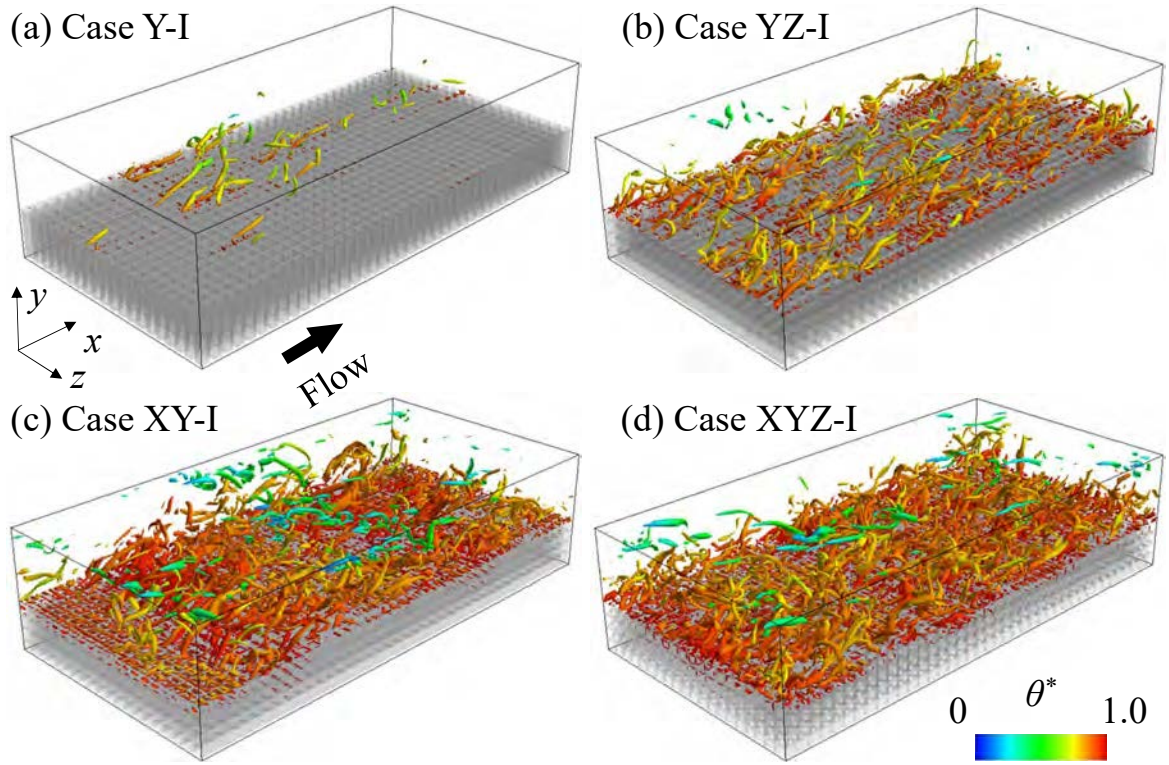 (a) Case Y-I
(b) Case YZ-I
y
x
z
Flow
(c) Case XY-I
(d) Case XYZ-I
θ*
0 1.0